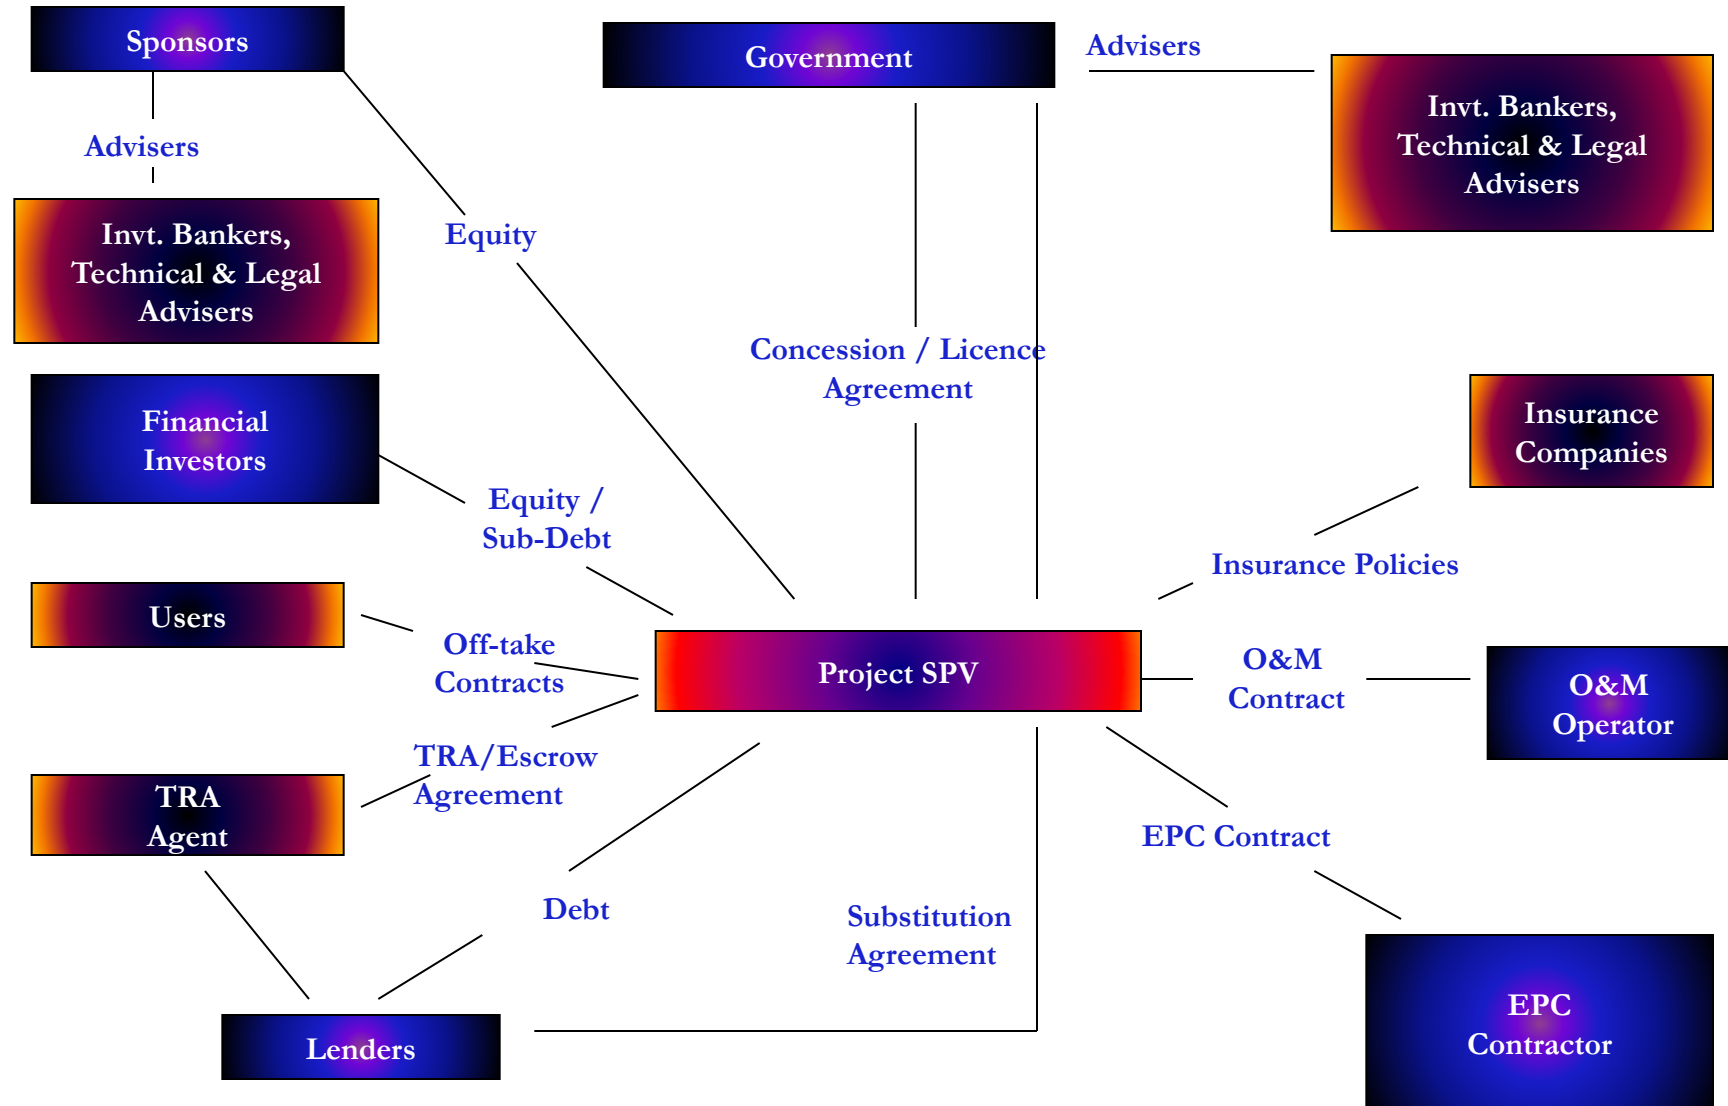 Sponsors
Government
Advisers
Invt. Bankers,
Technical & Legal
Advisers
Advisers
Invt. Bankers,
Technical & Legal
Advisers
Equity
Concession / Licence
Agreement
Financial
Investors
Insurance
Companies
Equity /
Sub-Debt
Insurance Policies
Users
Off-take
Contracts
Project SPV
O&M
Contract
O&M
Operator
TRA/Escrow
Agreement
TRA
Agent
EPC Contract
Debt
Substitution
Agreement
EPC
Contractor
Lenders